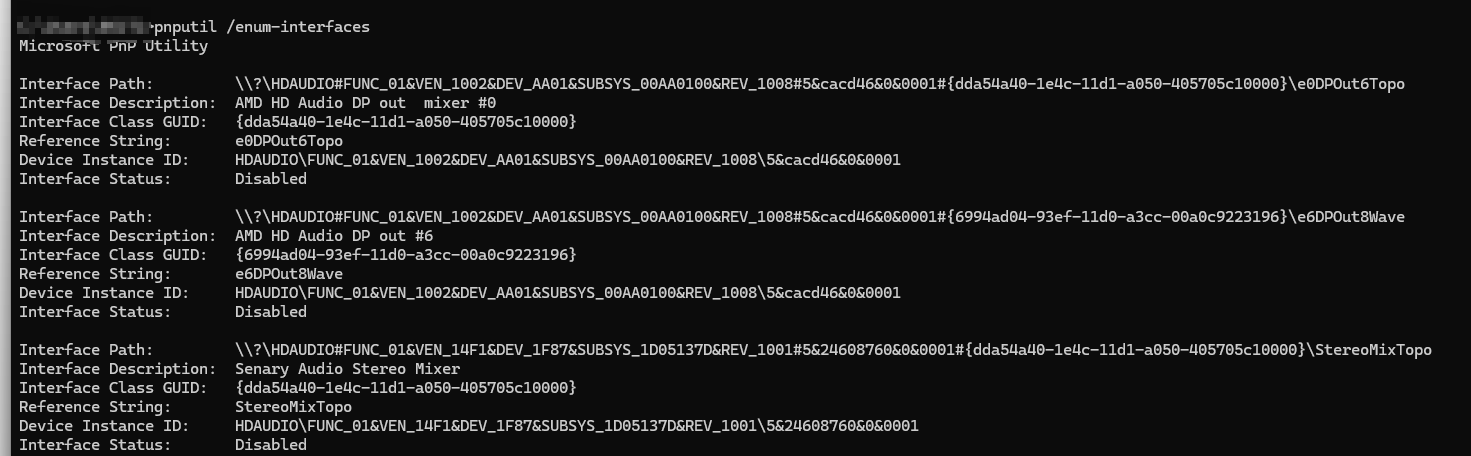 pnputil /enum-interfaces
Microsoft PnP Utility
Interface Path: \\?\HDAUDIO#FUNC_01&VEN_1002&DEV_AA01&SUBSYS_00AA0100&REV_1008#5&cacd46&0&0001#{dda54a40-1e4c-11d1-a050-405705c10000}\e0DPOut6Topo
Interface Description: AMD HD Audio DP out  mixer #0
Interface Class GUID: {dda54a40-1e4c-11d1-a050-405705c10000}
Reference String: e0DPOut6Topo
Device Instance ID: HDAUDIO\FUNC_01&VEN_1002&DEV_AA01&SUBSYS_00AA0100&REV_1008\5&cacd46&0&0001
Interface Status: Disabled
Interface Path: \\?\HDAUDIO#FUNC_01&VEN_1002&DEV_AA01&SUBSYS_00AA0100&REV_1008#5&cacd46&0&0001#{6994ad04-93ef-11d0-a3cc-00a0c9223196}\e6DPOut8Wave
Interface Description: AMD HD Audio DP out #6
Interface Class GUID: {6994ad04-93ef-11d0-a3cc-00a0c9223196}
Reference String: e6DPOut8Wave
Device Instance ID: HDAUDIO\FUNC_01&VEN_1002&DEV_AA01&SUBSYS_00AA0100&REV_1008\5&cacd46&0&0001
Interface Status: Disabled
Interface Path: \\?\HDAUDIO#FUNC_01&VEN_14F1&DEV_1F87&SUBSYS_1D05137D&REV_1001#5&24608760&0&0001#{dda54a40-1e4c-11d1-a050-405705c10000}\StereoMixTopo
Interface Description: Senary Audio Stereo Mixer
Interface Class GUID: {dda54a40-1e4c-11d1-a050-405705c10000}
Reference String: StereoMixTopo
Device Instance ID: HDAUDIO\FUNC_01&VEN_14F1&DEV_1F87&SUBSYS_1D05137D&REV_1001\5&24608760&0&0001
Interface Status: Disabled